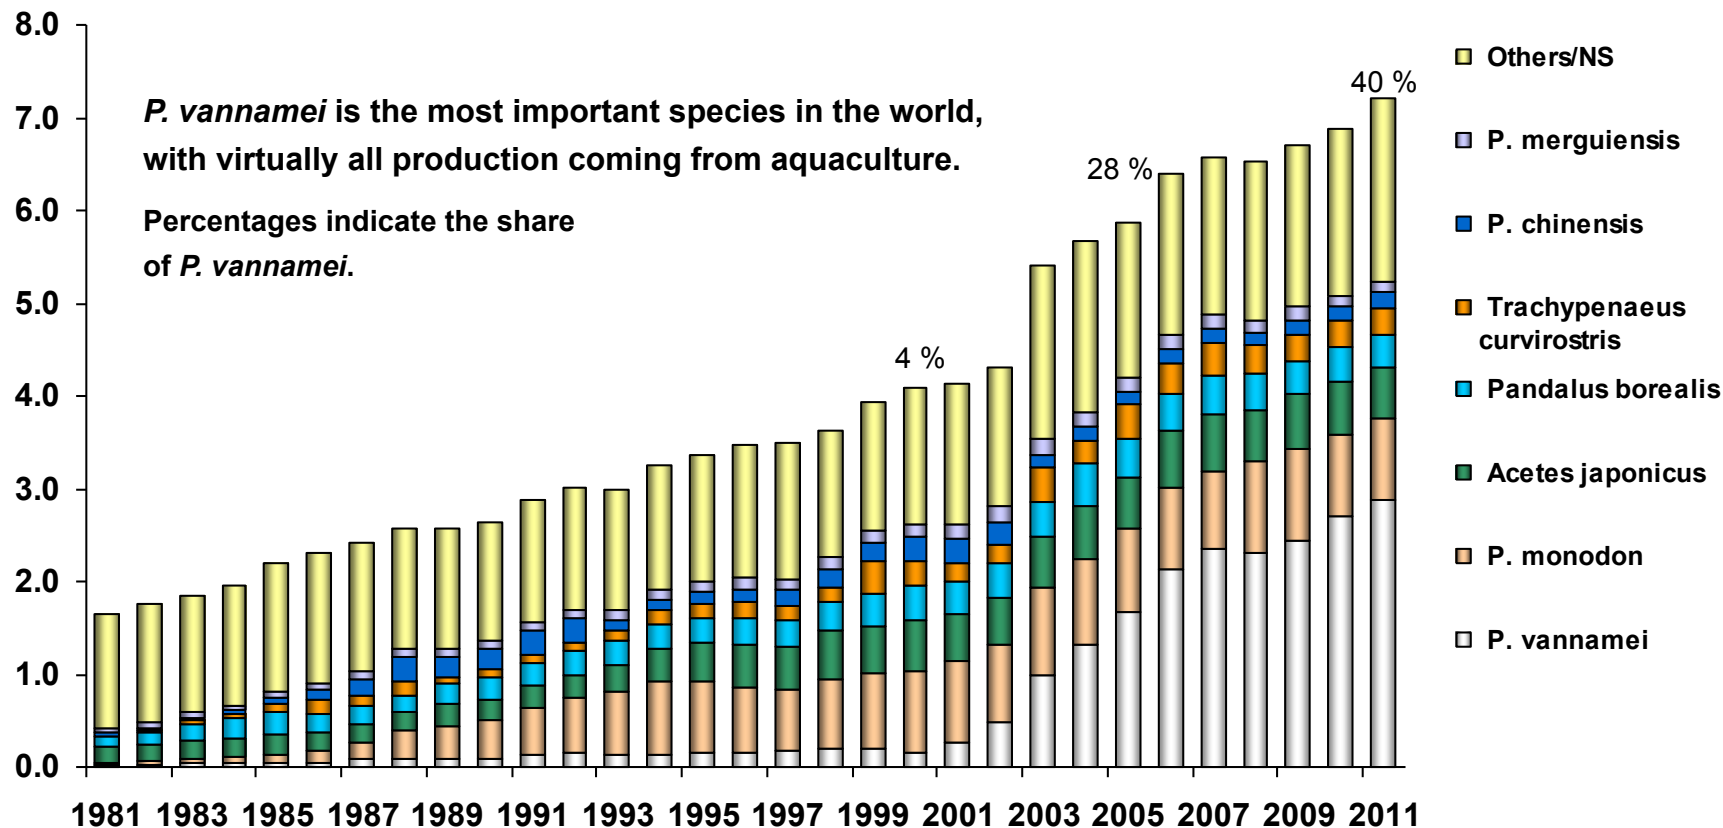 8.0
7.0
6.0
5.0
4.0
3.0
2.0
1.0
0.0
P. vannamei is the most important species in the world,
with virtually all production coming from aquaculture.
Percentages indicate the share
of P. vannamei.
4 %
28 %
40 %
1981 1983 1985 1987 1989 1991 1993 1995 1997 1999 2001 2003 2005 2007 2009 2011
Others/NS
P. merguiensis
P. chinensis
Trachypenaeus
curvirostris
Pandalus borealis
Acetes japonicus
P. monodon
P. vannamei